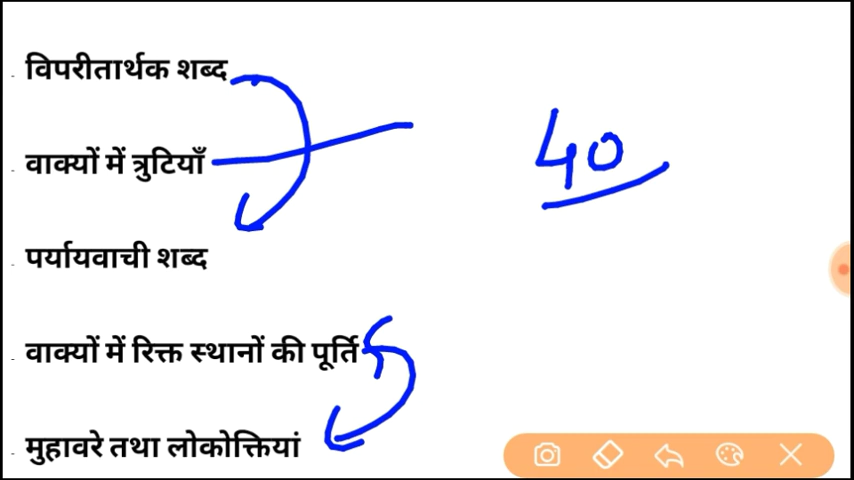 विपरीतार्थक शब्द
वाक्यों में त्रुटियाँ
40
पर्यायवाची शब्द
वाक्यों में रिक्त स्थानों की पूर्ति
मुहावरे तथा लोकोक्तियां